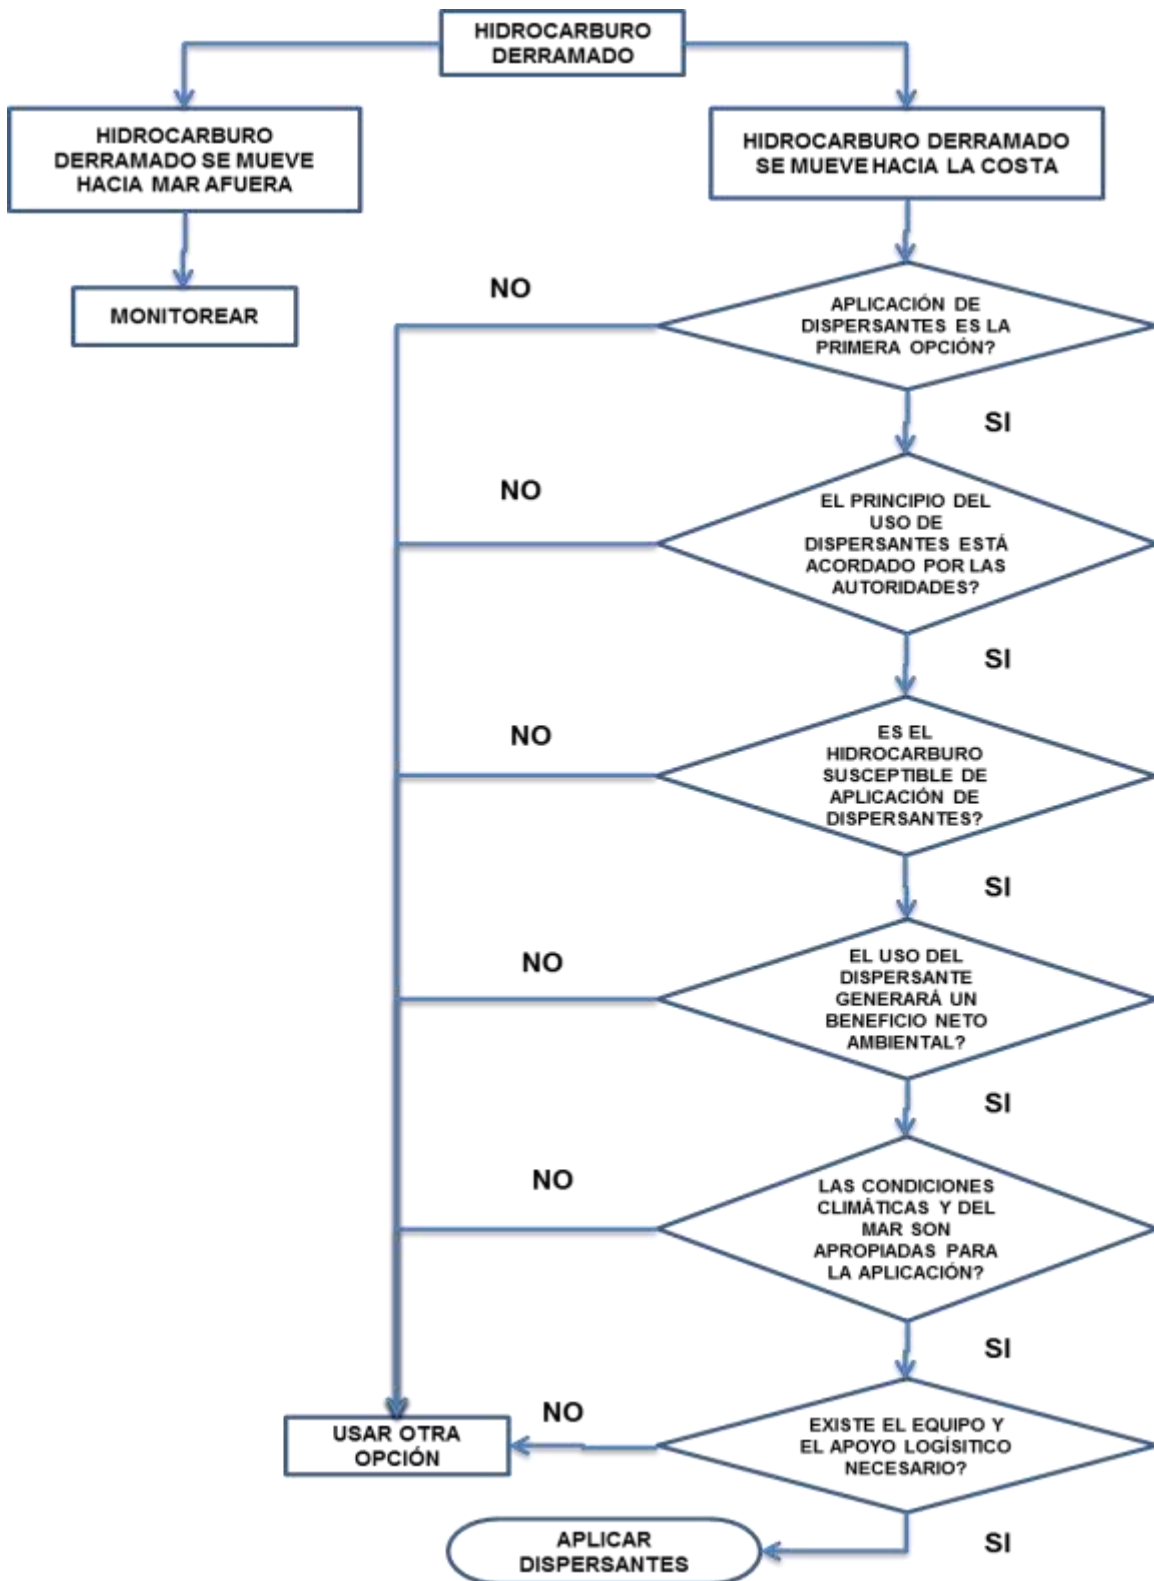 HIDROCARBURO
DERRAMADO
HIDROCARBURO
DERRAMADO SE MUEVE
HACIA MAR AFUERA
HIDROCARBURO DERRAMADO
SE MUEVE HACIA LA COSTA
MONITOREAR
NO
APLICACIÓN DE
DISPERSANTES ES LA
PRIMERA OPCIÓN?
SI
NO
EL PRINCIPIO DEL
USO DE
DISPERSANTES ESTÁ
ACORDADO POR LAS
AUTORIDADES?
SI
NO
ES EL
HIDROCARBURO
SUSCEPTIBLE DE
APLICACIÓN DE
DISPERSANTES?
SI
NO
EL USO DEL
DISPERSANTE
GENERARÁ UN
BENEFICIO NETO
AMBIENTAL?
SI
NO
LAS CONDICIONES
CLIMÁTICAS Y DEL
MAR SON
APROPIADAS PARA
LA APLICACIÓN?
SI
NO
USAR OTRA
OPCIÓN
EXISTE EL EQUIPO Y
EL APOYO LOGÍSITICO
NECESARIO?
SI
APLICAR
DISPERSANTES